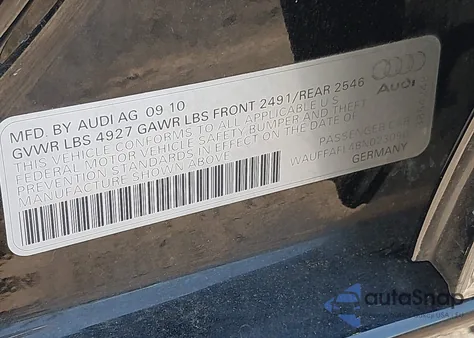 MFD. BY AUDI AG 09 10
GVWR LBS 4927 GAWR LBS FRONT 2491/REAR 2546
THIS VEHICLE CONFORMS TO ALL APPLICABLE U.S.
FEDERAL MOTOR VEHICLE SAFETY, BUMPER AND THEFT
PREVENTION STANDARDS IN EFFECT ON THE DATE OF
MANUFACTURE SHOWN ABOVE
Audi
PASSENGER CAR
GERMANY
autoSnap